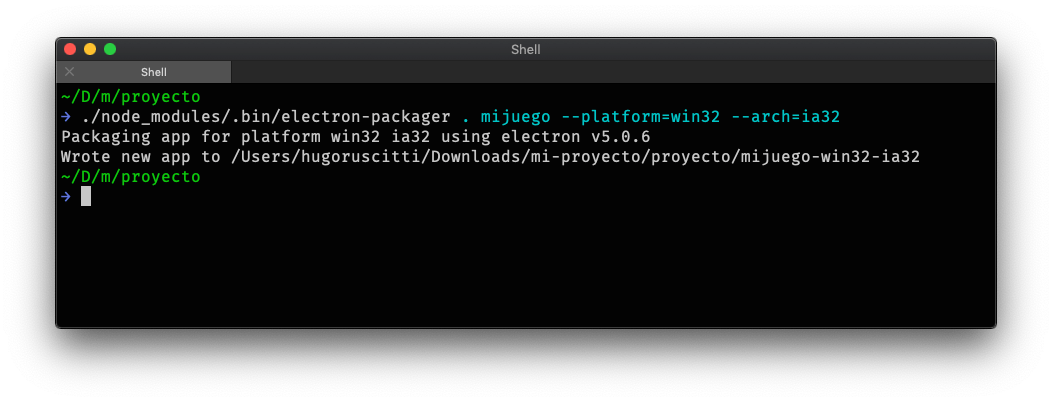 Shell
Shell
~/D/m/proyecto
→ ./node_modules/.bin/electron-packager . mijuego --platform=win32 --arch=ia32
Packaging app for platform win32 ia32 using electron v5.0.6
Wrote new app to /Users/hugoruscitti/Downloads/mi-proyecto/proyecto/mijuego-win32-ia32
~/D/m/proyecto
→